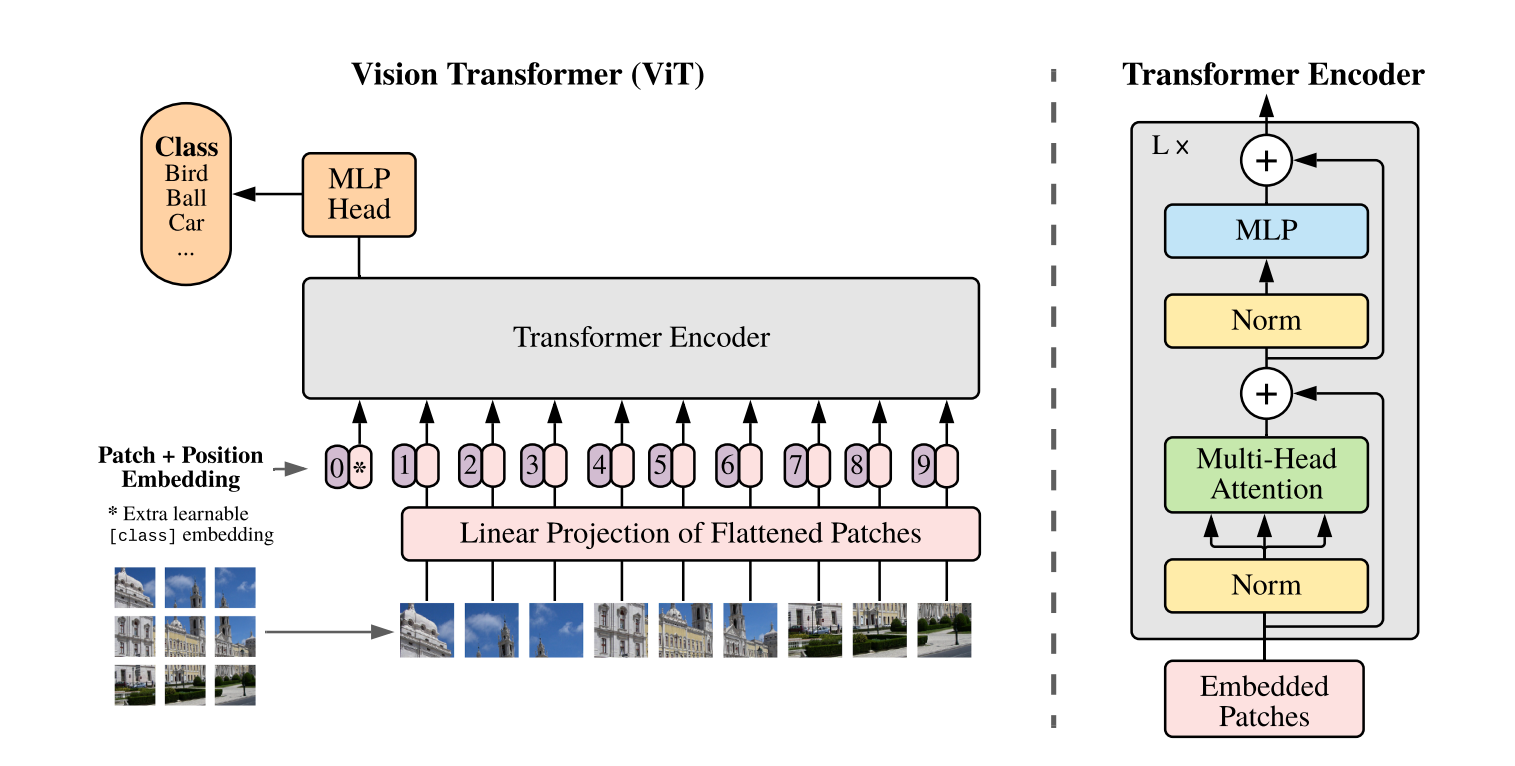 Vision Transformer (ViT)
Class
Bird
Ball
Car
...
MLP
Head
Transformer Encoder
Patch + Position
Embedding
0 * 1 2 3 4 5 6 7 8 9
* Extra learnable
[class] embedding
Linear Projection of Flattened Patches
Transformer Encoder
L x
+
MLP
Norm
+
Multi-Head
Attention
Norm
Embedded
Patches